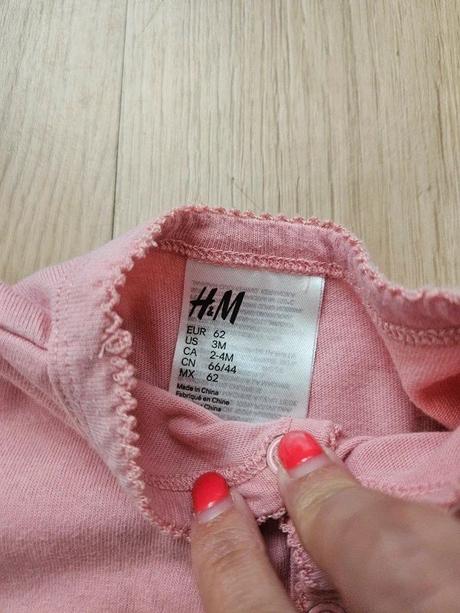 H&M
EUR 62
US 3M
CA 2-4M
CN 66/44
MX 62
Made in China
Fabriqué en Chine